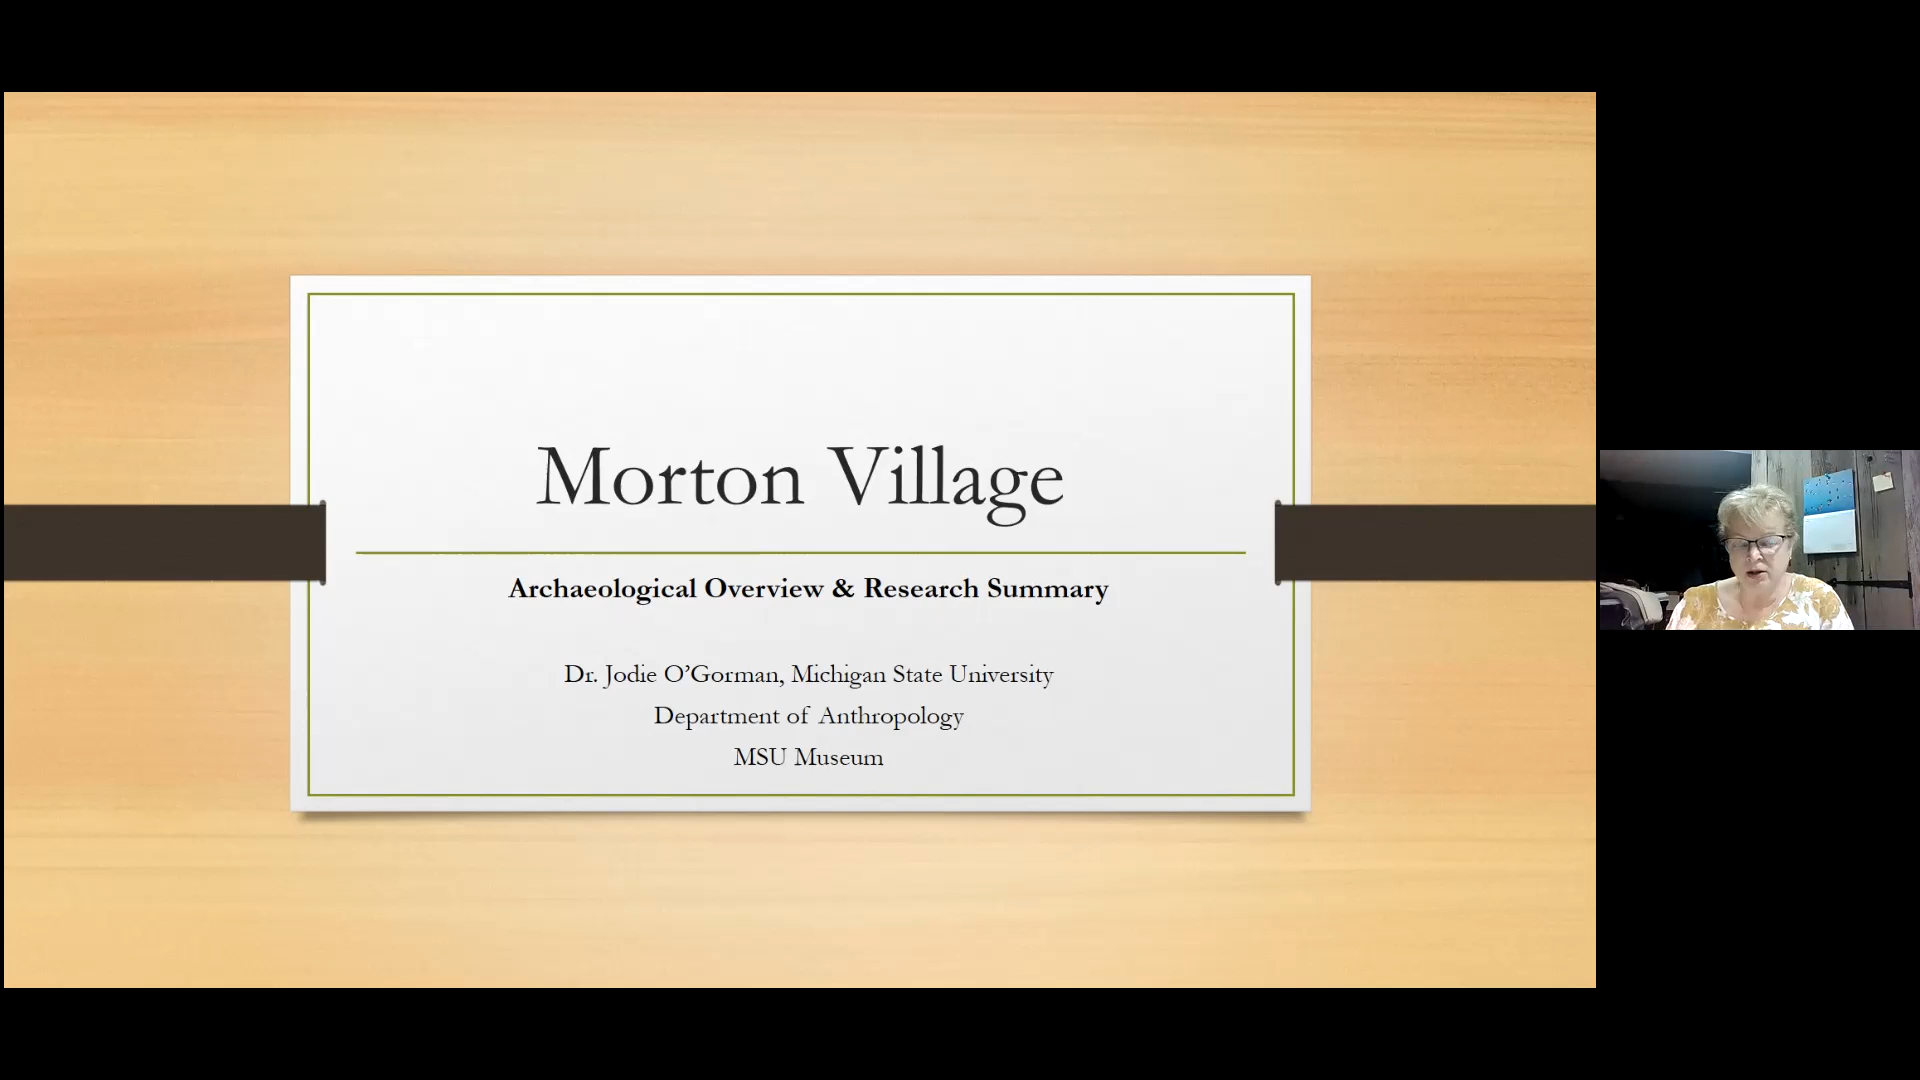 Morton Village
Archaeological Overview & Research Summary
Dr. Jodie O’Gorman, Michigan State University
Department of Anthropology
MSU Museum